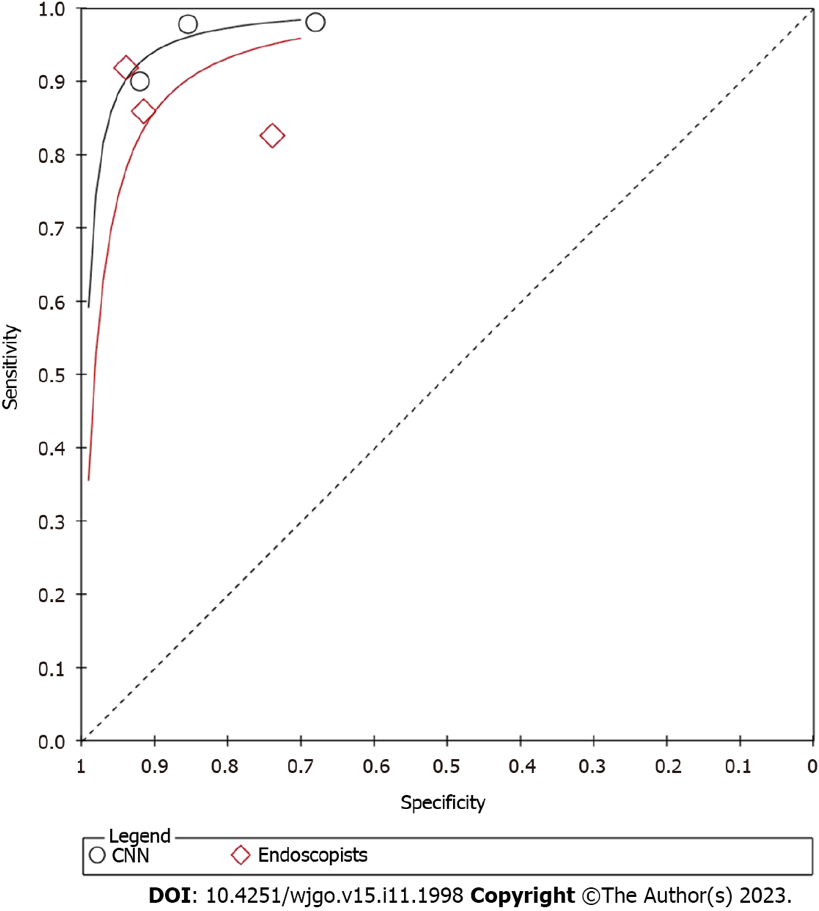 1.0
0.9
0.8
0.7
0.6
0.5
0.4
0.3
0.2
0.1
0.0
Sensitivity
1 0.9 0.8 0.7 0.6 0.5 0.4 0.3 0.2 0.1 0
Specificity
Legend
CNN Endoscopists
DOI: 10.4251/wjgo.v15.i11.1998 Copyright ©The Author(s) 2023.